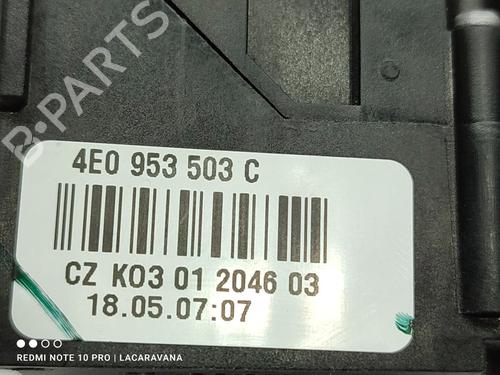 B-PARTS
4E0 953 503 C
CZ K03 01 2046 03
18.05.07:07
REDMI NOTE 10 PRO | LACARAVANA